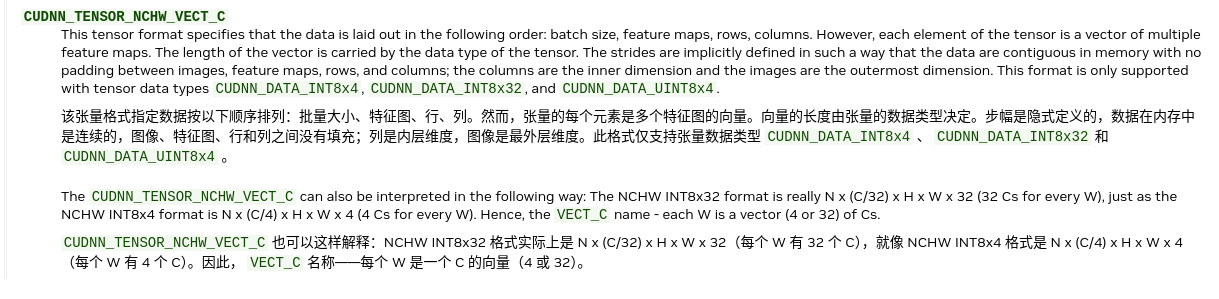 CUDNN_TENSOR_NCHW_VECT_C
This tensor format specifies that the data is laid out in the following order: batch size, feature maps, rows, columns. However, each element of the tensor is a vector of multiple
feature maps. The length of the vector is carried by the data type of the tensor. The strides are implicitly defined in such a way that the data are contiguous in memory with no
padding between images, feature maps, rows, and columns; the columns are the inner dimension and the images are the outermost dimension. This format is only supported
with tensor data types CUDNN_DATA_INT8x4, CUDNN_DATA_INT8x32, and CUDNN_DATA_UINT8x4.
该张量格式指定数据按以下顺序排列：批量大小、特征图、行、列。然而，张量的每个元素是多个特征图的向量。向量的长度由张量的数据类型决定。步幅是隐式定义的，数据在内存中
是连续的，图像、特征图、行和列之间没有填充；列是内层维度，图像是最外层维度。此格式仅支持张量数据类型 CUDNN_DATA_INT8x4 、 CUDNN_DATA_INT8x32 和
CUDNN_DATA_UINT8x4 。
The CUDNN_TENSOR_NCHW_VECT_C can also be interpreted in the following way: The NCHW INT8x32 format is really N x (C/32) x H x W x 32 (32 Cs for every W), just as the
NCHW INT8x4 format is N x (C/4) x H x W x 4 (4 Cs for every W). Hence, the VECT_C name - each W is a vector (4 or 32) of Cs.
CUDNN_TENSOR_NCHW_VECT_C 也可以这样解释：NCHW INT8x32 格式实际上是 N x (C/32) x H x W x 32（每个 W 有 32 个 C），就像 NCHW INT8x4 格式是 N x (C/4) x H x W x 4
（每个 W 有 4 个 C）。因此， VECT_C 名称——每个 W 是一个 C 的向量（4 或 32）。